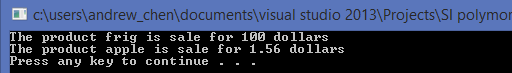 c:\users\andrew_chen\documents\visual studio 2013\Projects\SI polymor
The product frig is sale for 100 dollars
The product apple is sale for 1.56 dollars
Press any key to continue . . .